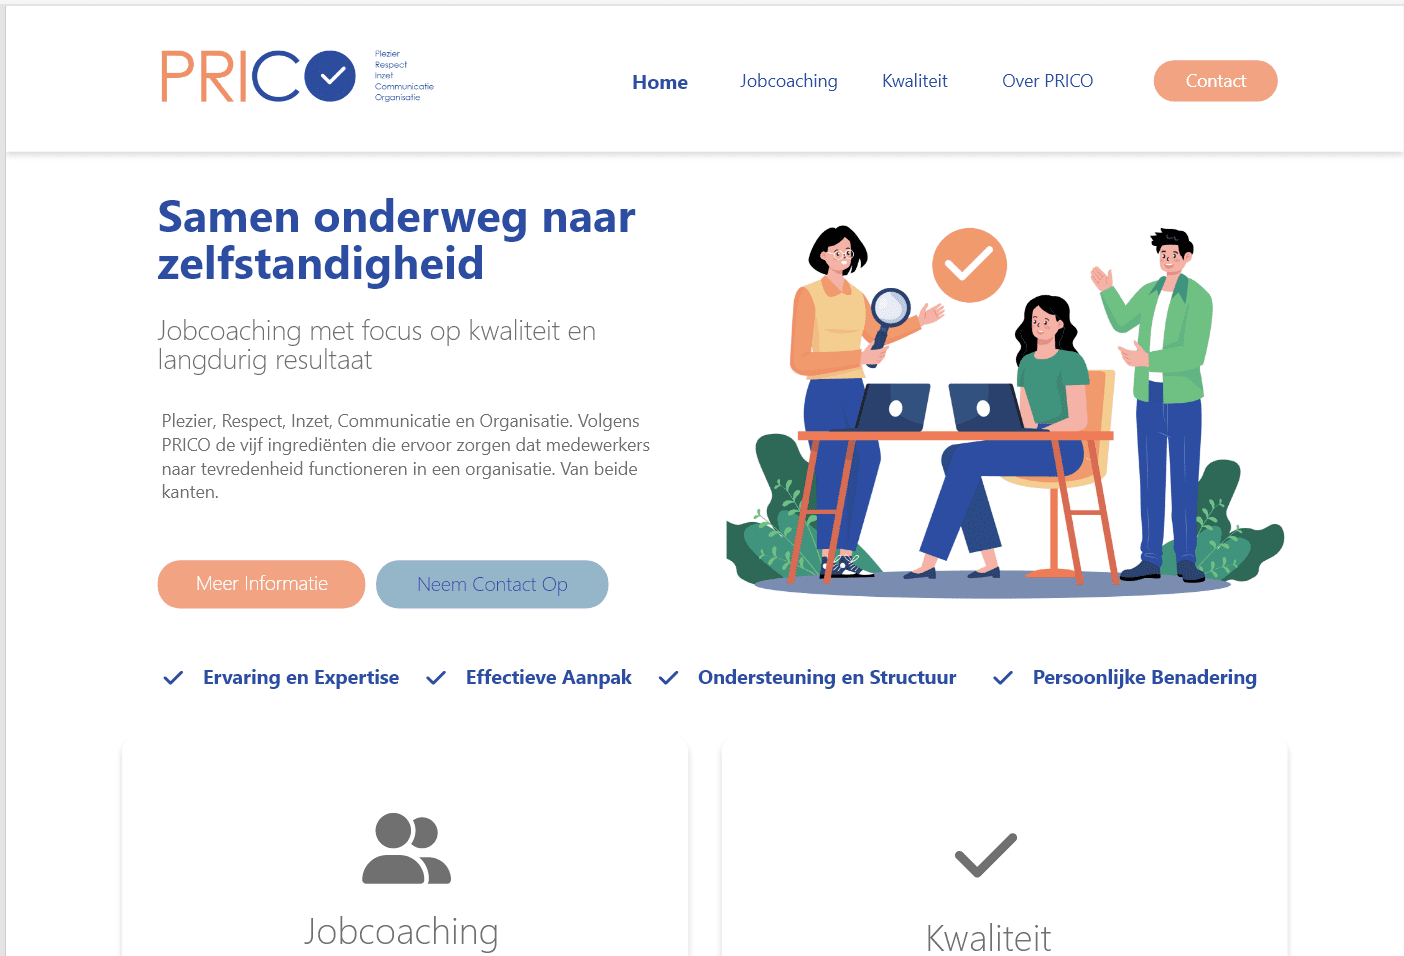 PRICO
Plezier
Respect
Inzet
Communicatie
Organisatie
Home
Jobcoaching
Kwaliteit
Over PRICO
Contact
Samen onderweg naar
zelfstandigheid
Jobcoaching met focus op kwaliteit en
langdurig resultaat
Plezier, Respect, Inzet, Communicatie en Organisatie. Volgens
PRICO de vijf ingrediënten die ervoor zorgen dat medewerkers
naar tevredenheid functioneren in een organisatie. Van beide
kanten.
Meer Informatie
Neem Contact Op
Ervaring en Expertise
Effectieve Aanpak
Ondersteuning en Structuur
Persoonlijke Benadering
Jobcoaching
Kwaliteit